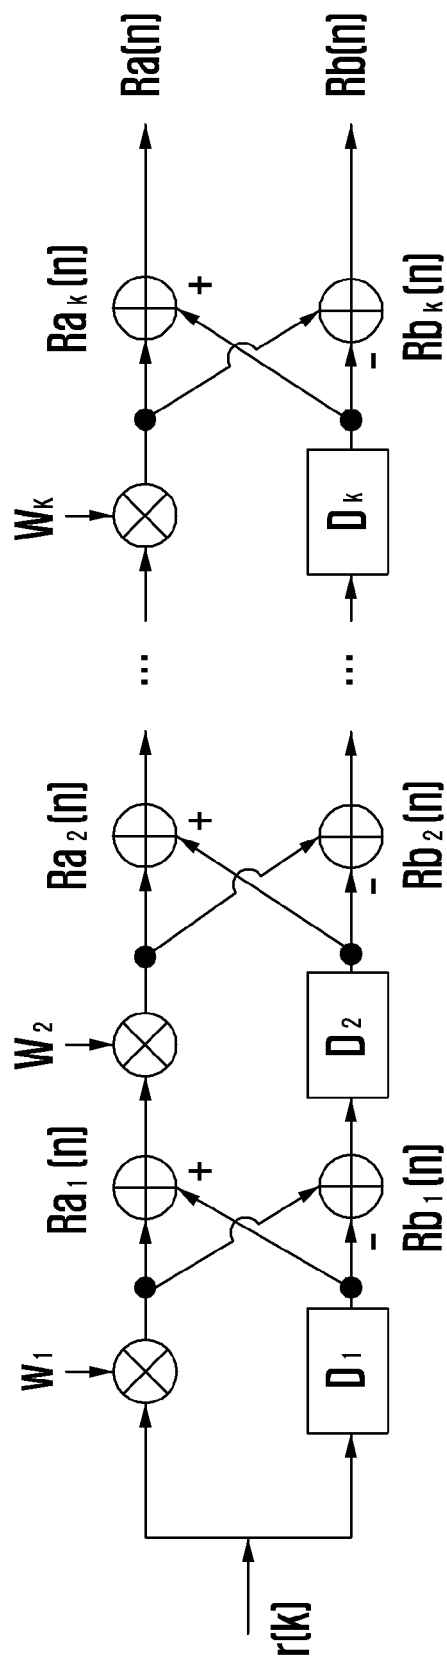 r(k)
W₁
D₁
Ra₁(n)
+
-
Rb₁(n)
W₂
D₂
Ra₂(n)
+
-
Rb₂(n)
...
...
Wₖ
Dₖ
Raₖ(n)
+
-
Rbₖ(n)
Ra(n)
Rb(n)